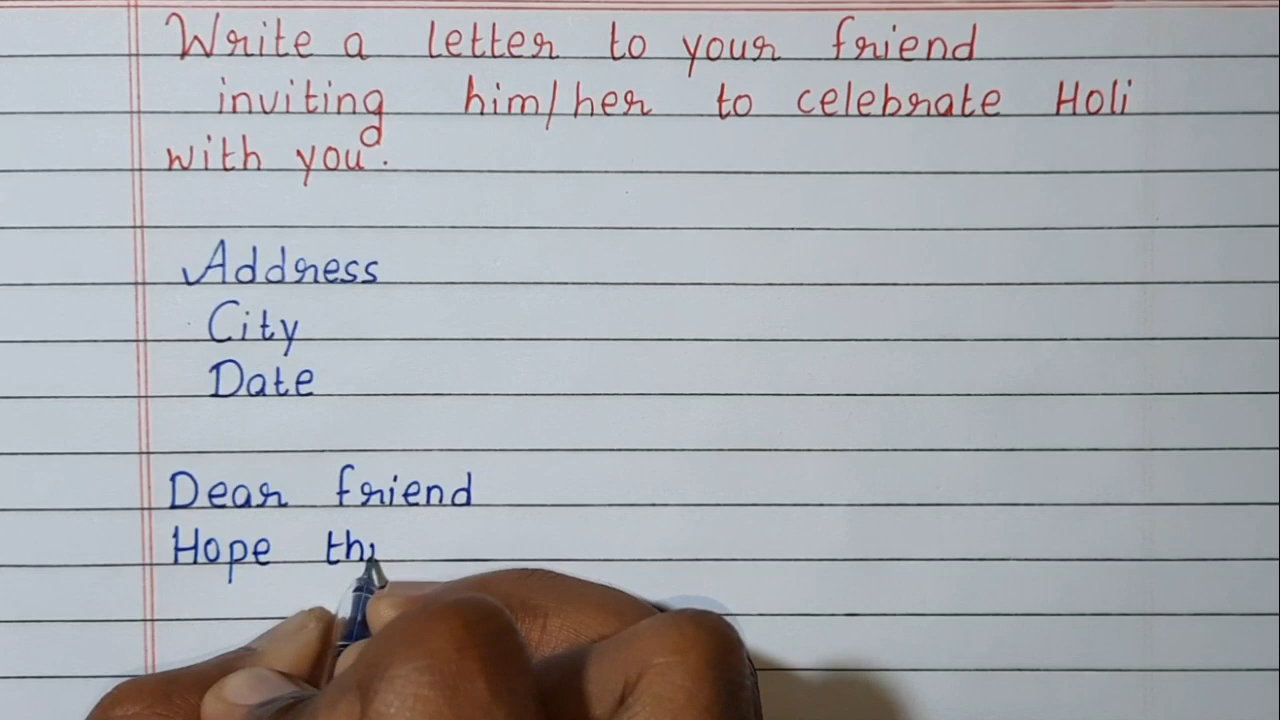 Write a letter to your friend
inviting him/her to celebrate Holi
with you.
Address
City
Date
Dear friend
Hope thi